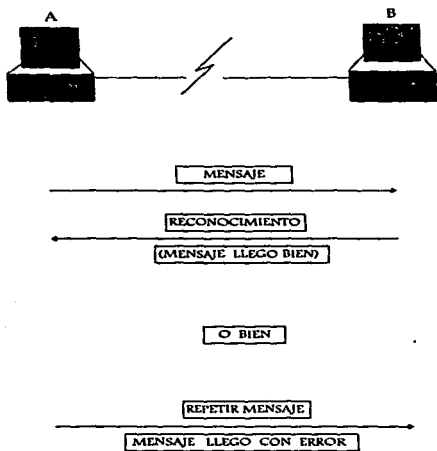 A B
MENSAJE
RECONOCIMIENTO
(MENSAJE LLEGO BIEN)
O BIEN
REPETIR MENSAJE
MENSAJE LLEGO CON ERROR